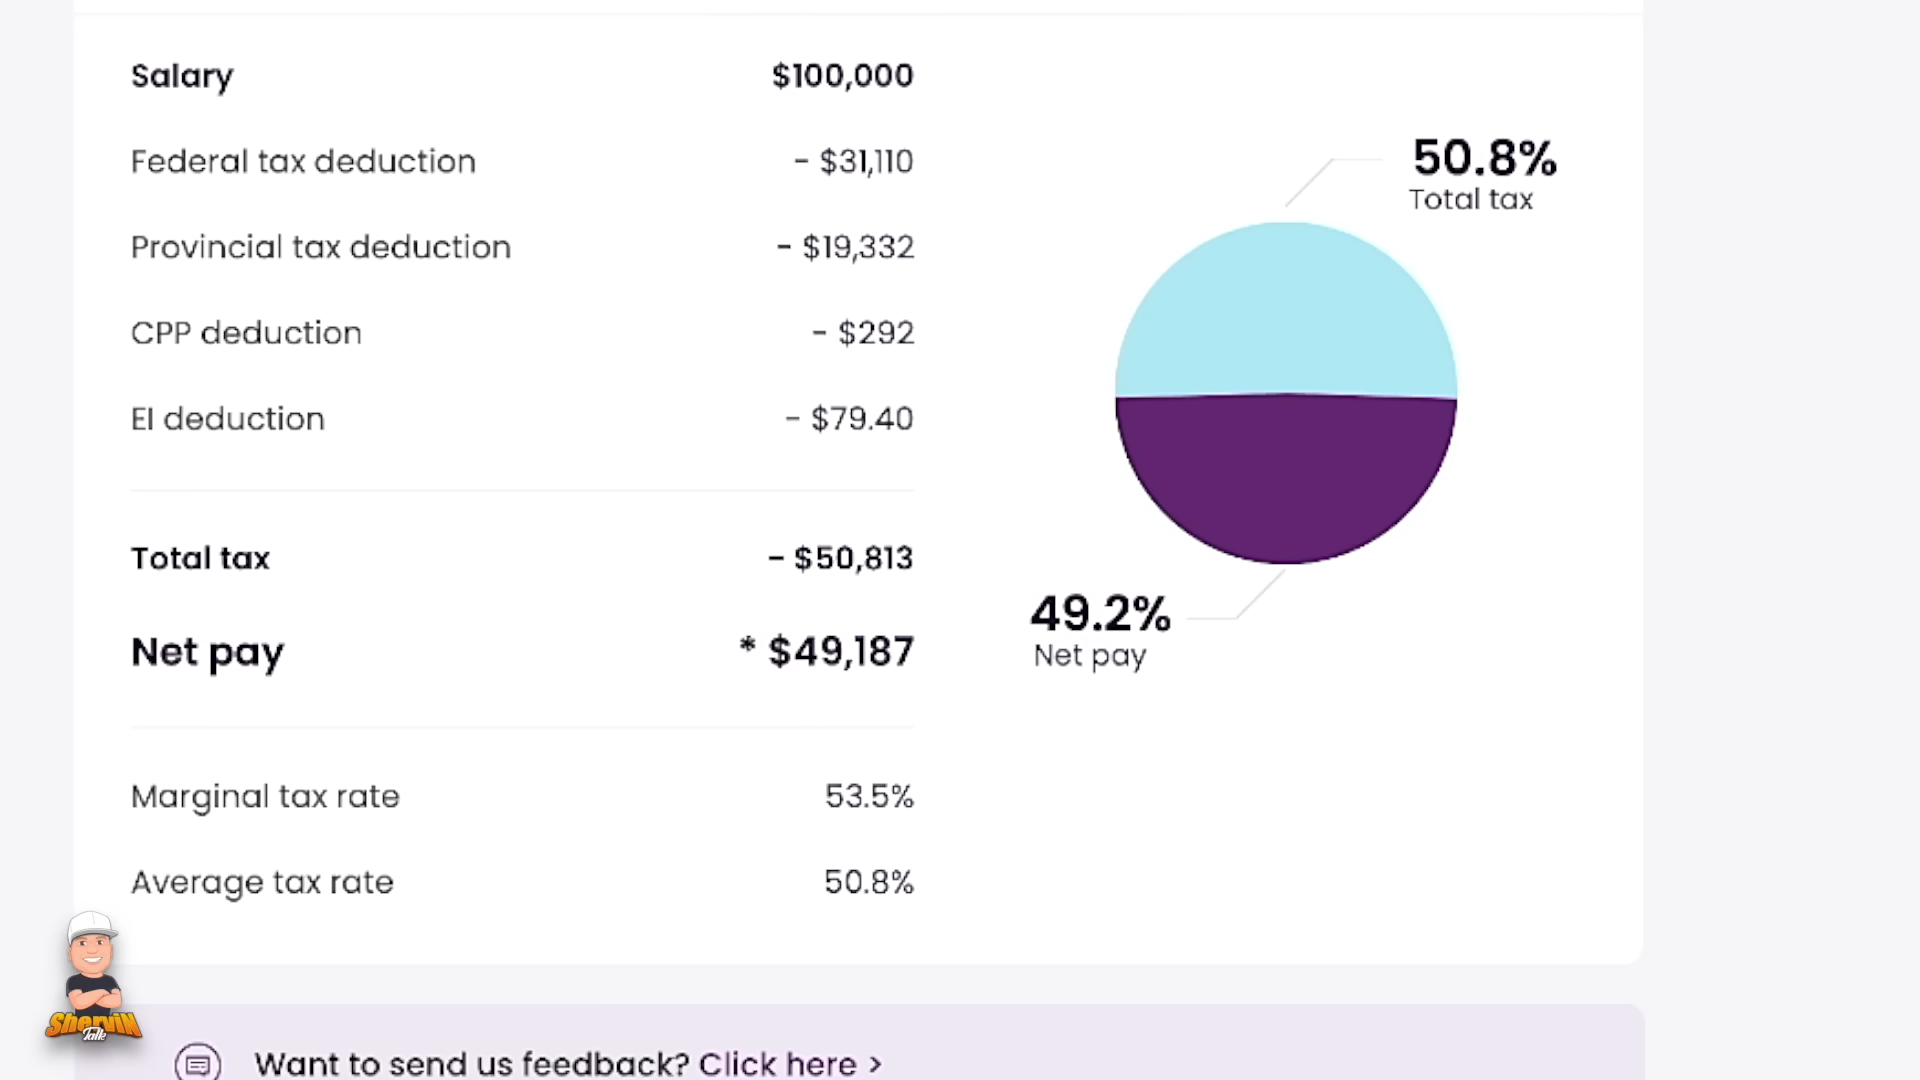 Salary $100,000
Federal tax deduction - $31,110
Provincial tax deduction - $19,332
CPP deduction - $292
EI deduction - $79.40
Total tax - $50,813
Net pay * $49,187
Marginal tax rate 53.5%
Average tax rate 50.8%
50.8%
Total tax
49.2%
Net pay
Shervin
Talk
Want to send us feedback? Click here >